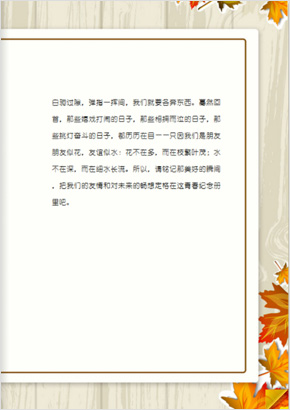 白驹过隙，弹指一挥间，我们就要各奔东西。蓦然回
首，那些嬉戏打闹的日子，那些相拥而泣的日子，那
些挑灯奋斗的日子，都历历在目——只因我们是朋友
朋友似花，友谊似水：花不在多，而在枝繁叶茂；水
不在深，而在细水长流。所以，请铭记那美好的瞬间
，把我们的友情和对未来的畅想定格在这青春纪念册
里吧。